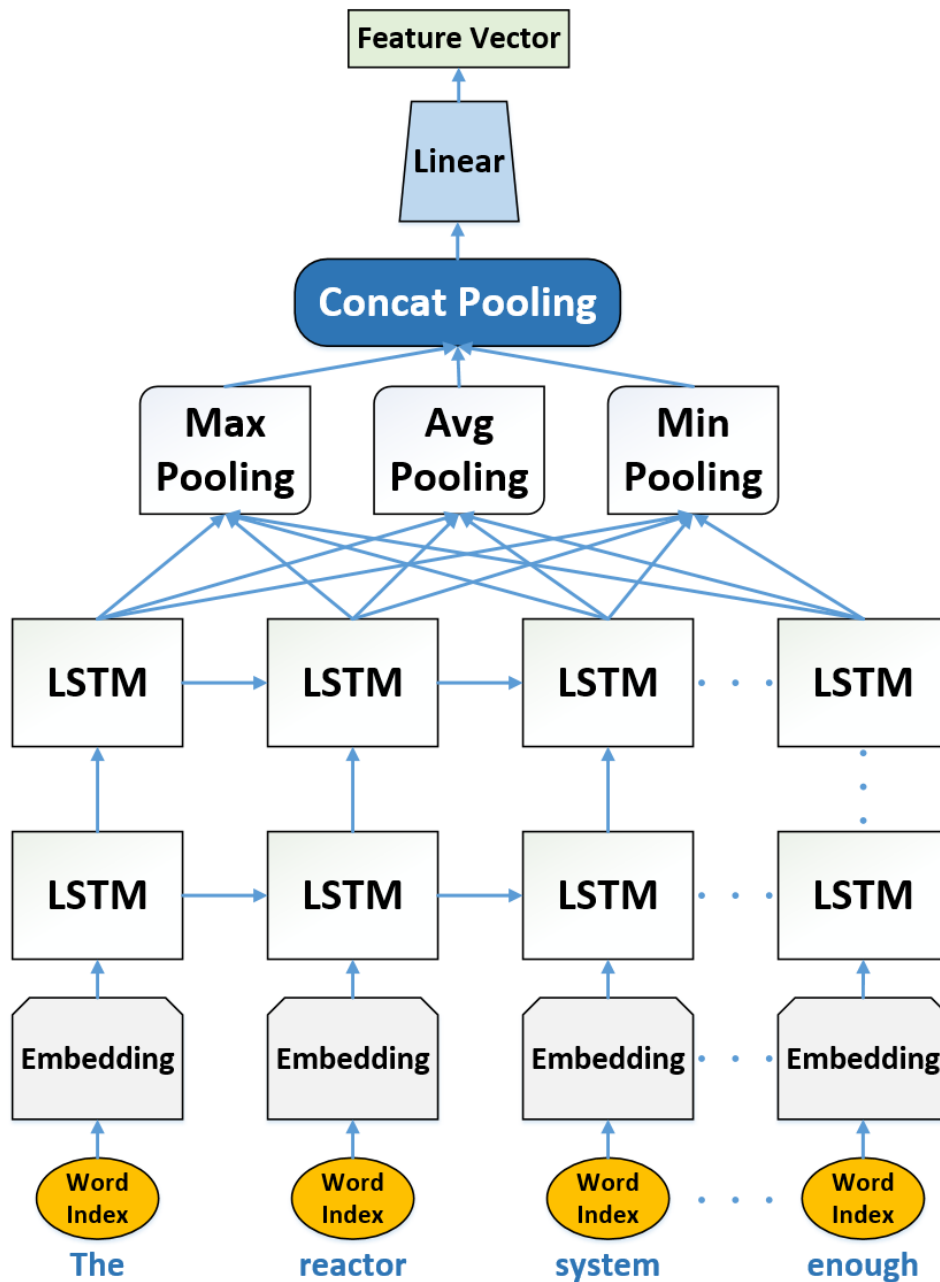 Feature Vector
Linear
Concat Pooling
Max
Pooling
Avg
Pooling
Min
Pooling
LSTM
LSTM
LSTM
LSTM
LSTM
LSTM
LSTM
LSTM
Embedding
Embedding
Embedding
Embedding
Word
Index
Word
Index
Word
Index
Word
Index
The
reactor
system
enough